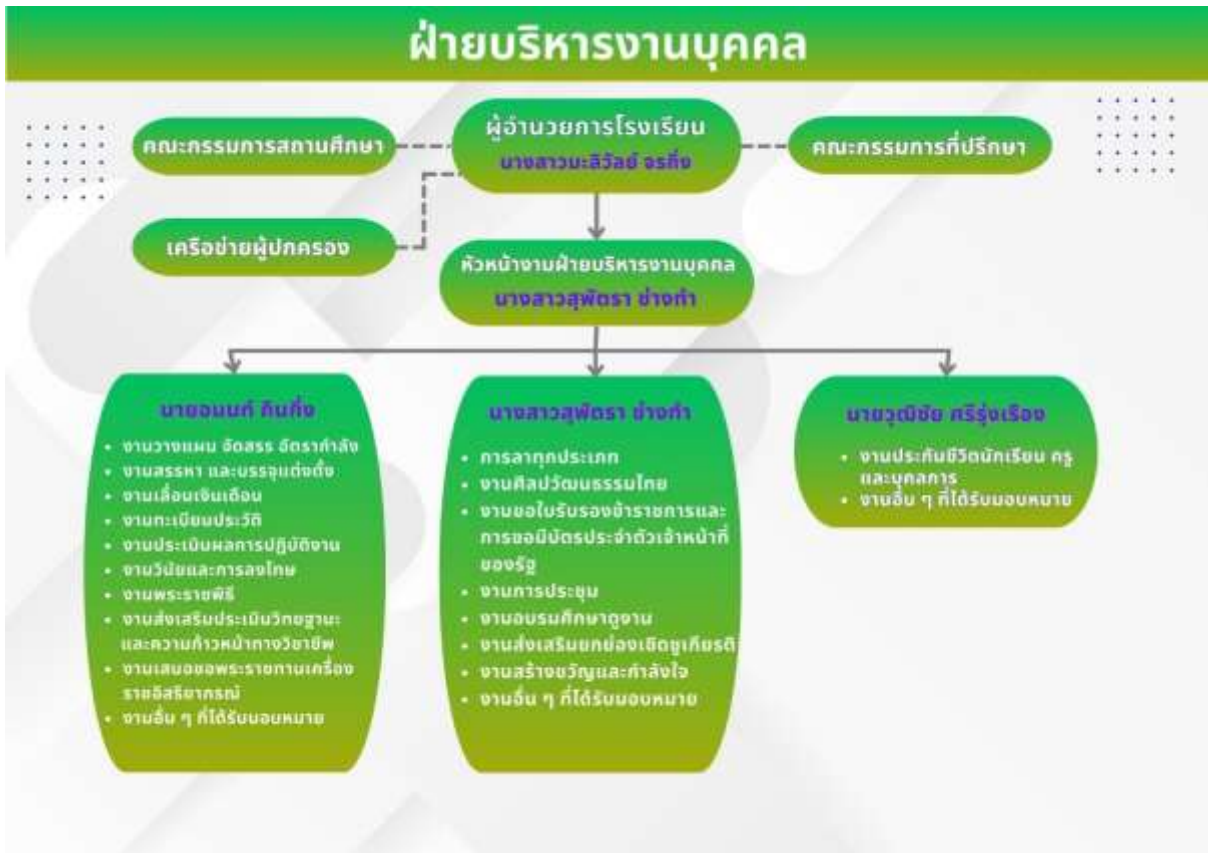 ฝ่ายบริหารงานบุคคล
ผู้อำนวยการโรงเรียน
นางสาวมะลิวัลย์ จรกิ่ง
คณะกรรมการสถานศึกษา
คณะกรรมการที่ปรึกษา
เครือข่ายผู้ปกครอง
หัวหน้างานฝ่ายบริหารงานบุคคล
นางสาวสุพัตรา ช่างทำ
นายอนนท์
• งานวางแผน จัดสรร อัตรากำลัง
• งานสรรหา และบรรจุแต่งตั้ง
• งานเลื่อนเงินเดือน
• งานทะเบียนประวัติ
• งานประเมินผลการปฏิบัติงาน
• งานวินัยและการลงโทษ
• งานพระราชพิธี
• งานส่งเสริมประเมินวิทยฐานะ
และความก้าวหน้าทางวิชาชีพ
• งานเสนอขอพระราชทานเครื่อง
ราชอิสริยาภรณ์
• งานอื่น ๆ ที่ได้รับมอบหมาย
นางสาวสุพัตรา ช่างทำ
• การลาทุกประเภท
• งานศิลปวัฒนธรรมไทย
• งานขอใบรับรองข้าราชการและ
การขอมีบัตรประจำตัวเจ้าหน้าที่
ของรัฐ
• งานการประชุม
• งานอบรมศึกษาดูงาน
• งานส่งเสริมยกย่องเชิดชูเกียรติ
• งานสร้างขวัญและกำลังใจ
• งานอื่น ๆ ที่ได้รับมอบหมาย
นายวุฒิชัย ศรีรุ่งเรือง
• งานประกันชีวิตนักเรียน ครู
และบุคลการ
• งานอื่น ๆ ที่ได้รับมอบหมาย